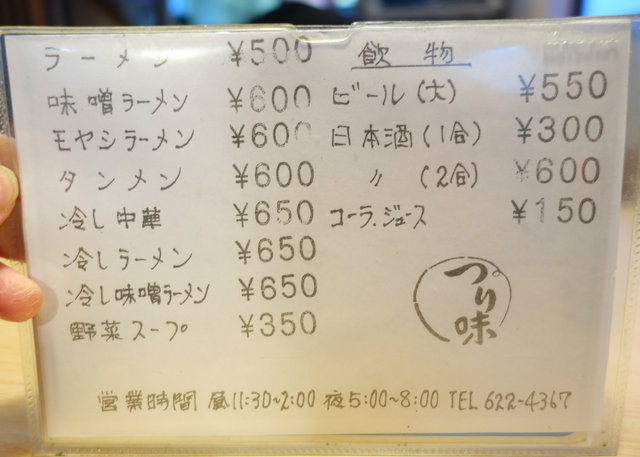 ラーメン ¥500
味噌ラーメン ¥600
モヤシラーメン ¥600
タンメン ¥600
冷し中華 ¥650
冷しラーメン ¥650
冷し味噌ラーメン ¥650
野菜スープ ¥350
飲物
ビール(大) ¥550
日本酒(1合) ¥300
〃 (2合) ¥600
コーラ.ジュース ¥150
つり味
営業時間 昼11:30~2:00 夜5:00~8:00 TEL 622-4367